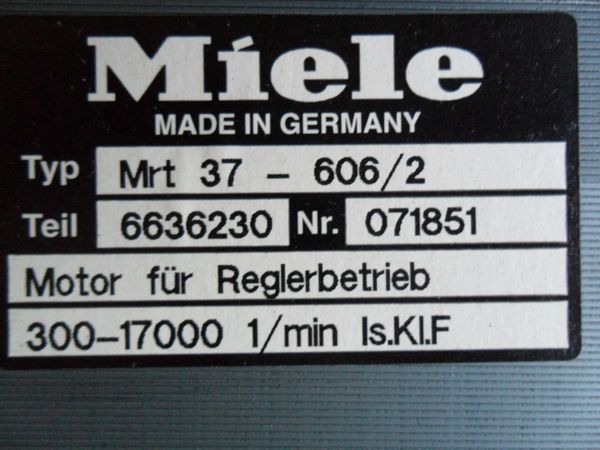 Miele
MADE IN GERMANY
Typ Mrt 37 - 606/2
Teil 6636230 Nr. 071851
Motor für Reglerbetrieb
300-17000 1/min Is.Kl.F